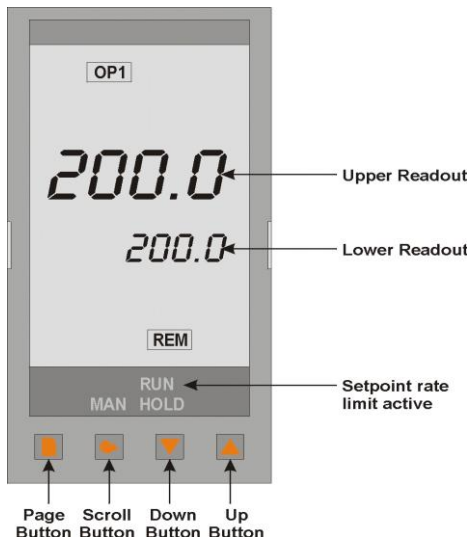 OP1
200.0
Upper Readout
200.0
Lower Readout
REM
RUN
MAN HOLD
Setpoint rate
limit active
Page Scroll Down Up
Button Button Button Button